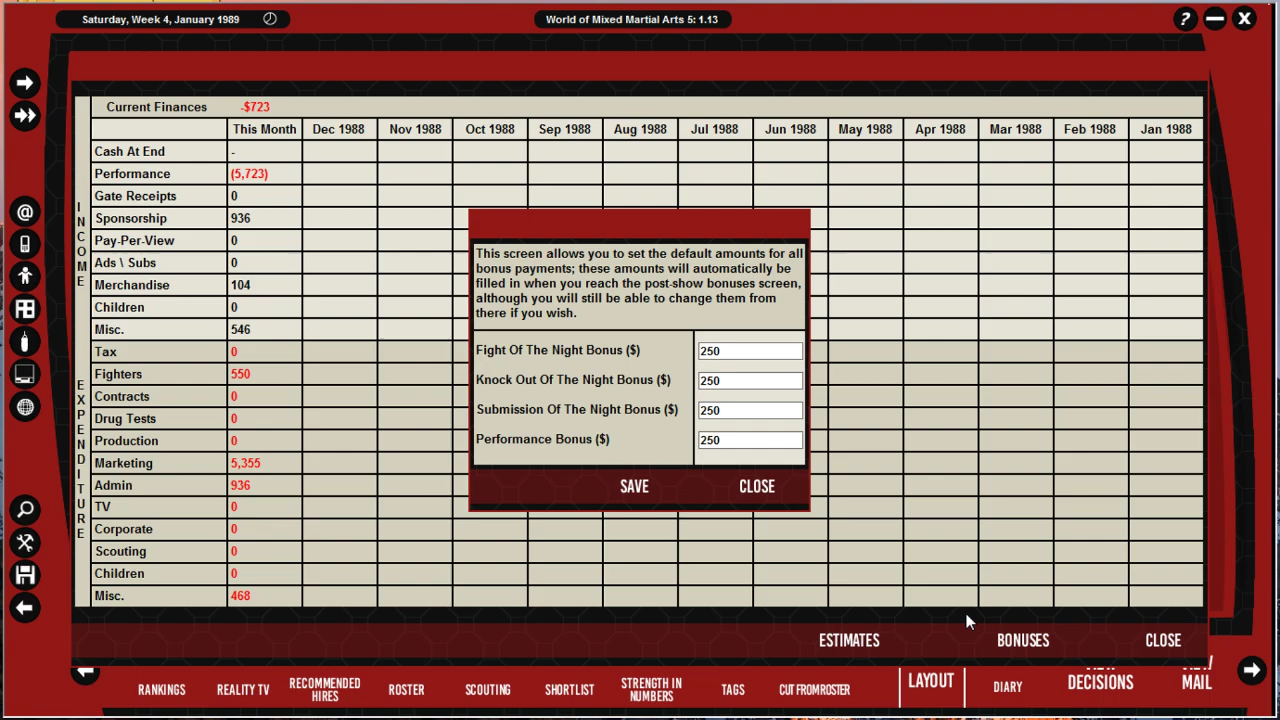 Saturday, Week 4, January 1989
World of Mixed Martial Arts 5: 1.13
?
X
Current Finances -$723
This Month Dec 1988 Nov 1988 Oct 1988 Sep 1988 Aug 1988 Jul 1988 Jun 1988 May 1988 Apr 1988 Mar 1988 Feb 1988 Jan 1988
INCOME
Cash At End -
Performance (5,723)
Gate Receipts 0
Sponsorship 936
Pay-Per-View 0
Ads \ Subs 0
Merchandise 104
Children 0
Misc. 546
EXPENDITURE
Tax 0
Fighters 550
Contracts 0
Drug Tests 0
Production 0
Marketing 5,355
Admin 936
TV 0
Corporate 0
Scouting 0
Children 0
Misc. 468
This screen allows you to set the default amounts for all
bonus payments; these amounts will automatically be
filled in when you reach the post-show bonuses screen,
although you will still be able to change them from
there if you wish.
Fight Of The Night Bonus ($) 250
Knock Out Of The Night Bonus ($) 250
Submission Of The Night Bonus ($) 250
Performance Bonus ($) 250
SAVE CLOSE
ESTIMATES BONUSES CLOSE
RANKINGS
REALITY TV
RECOMMENDED
HIRES
ROSTER
SCOUTING
SHORTLIST
STRENGTH IN
NUMBERS
TAGS
CUT FROM ROSTER
LAYOUT
DIARY
DECISIONS
MAIL